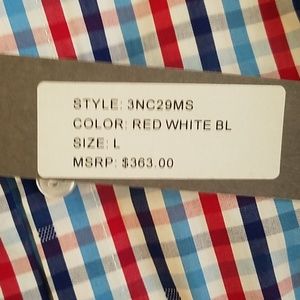 STYLE: 3NC29MS
COLOR: RED WHITE BL
SIZE: L
MSRP: $363.00